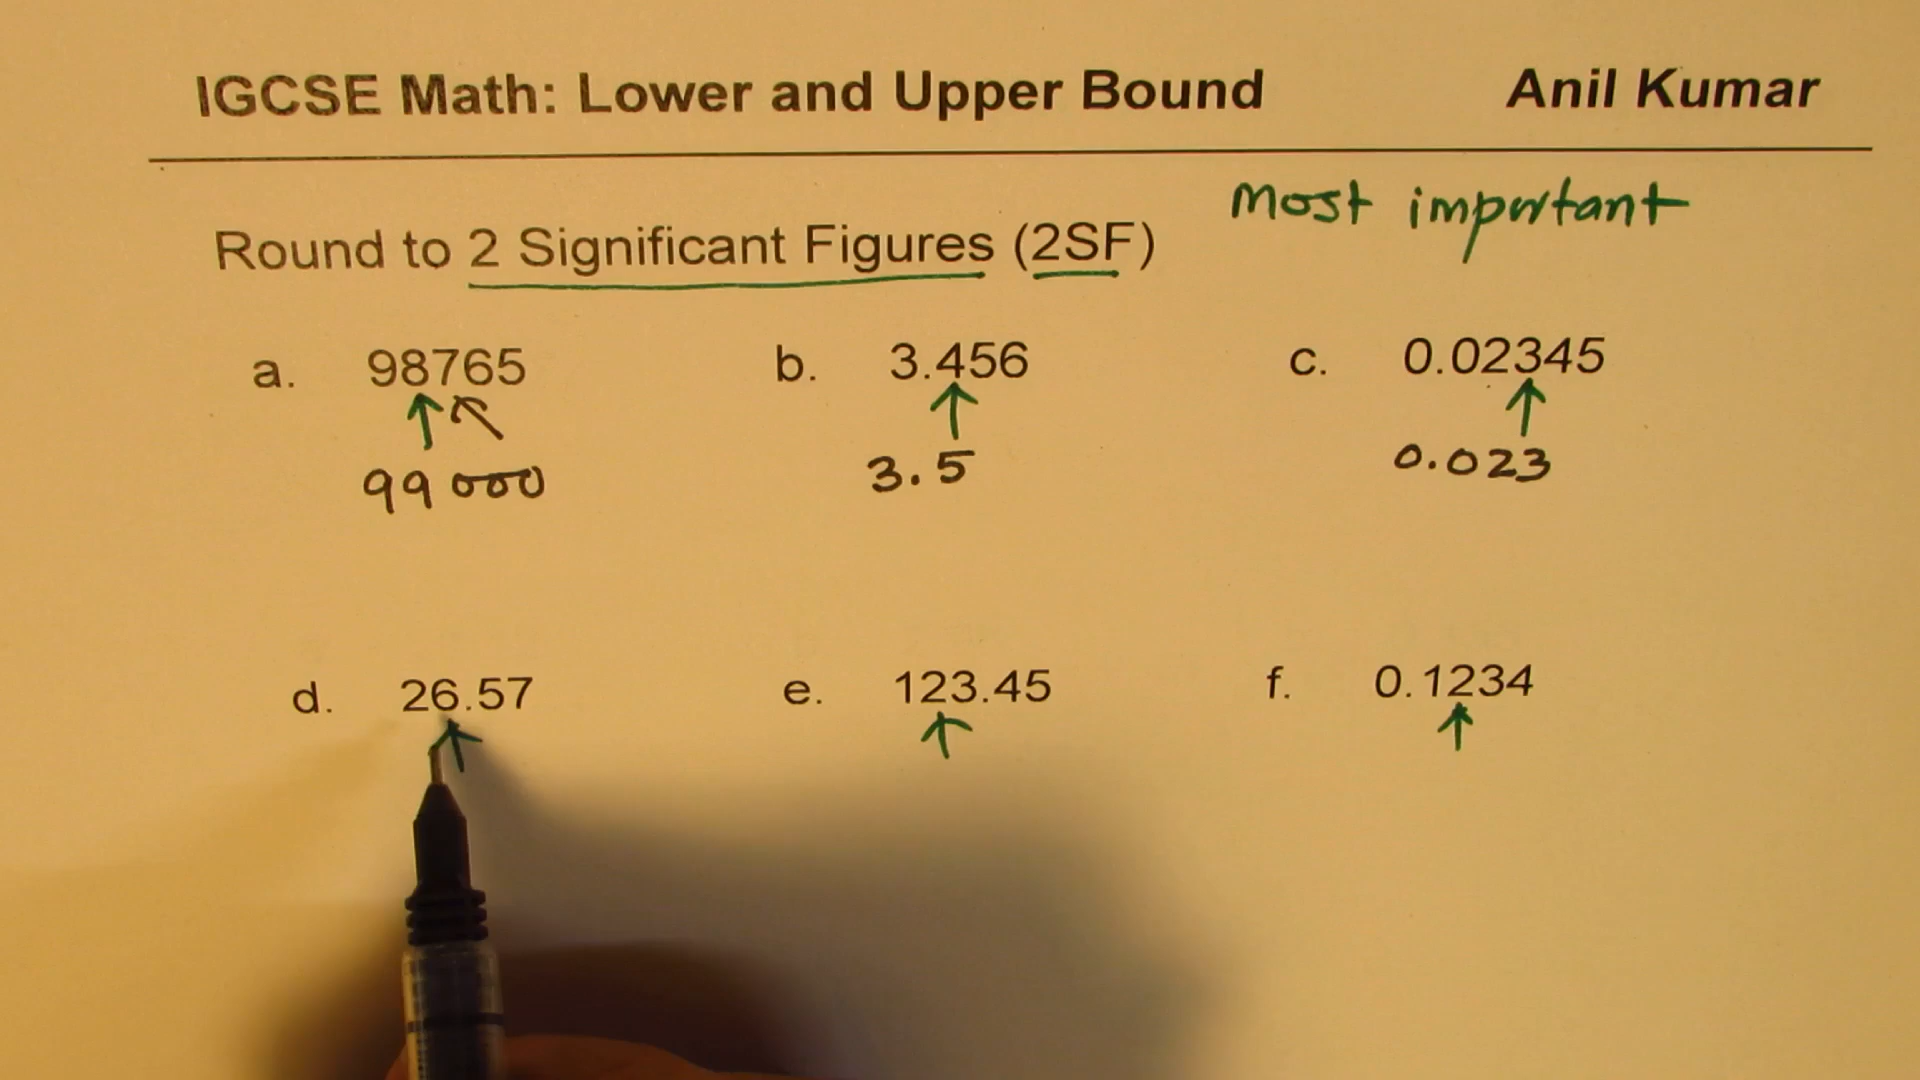 IGCSE Math: Lower and Upper Bound Anil Kumar
most important
Round to 2 Significant Figures (2SF)
a. 98765 b. 3.456 c. 0.02345
99000 3.5 0.023
d. 26.57 e. 123.45 f. 0.1234